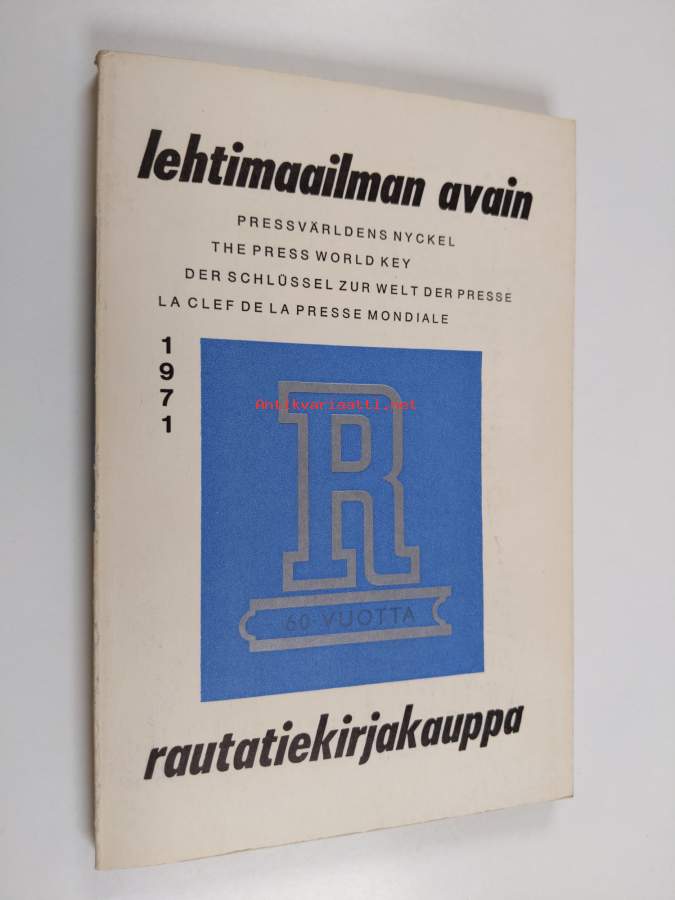 lehtimaailman avain
PRESSVÄRLDENS NYCKEL
THE PRESS WORLD KEY
DER SCHLÜSSEL ZUR WELT DER PRESSE
LA CLEF DE LA PRESSE MONDIALE
1
9
7
1
Antikvariaatti.net
R
60 VUOTTA
rautatiekirjakauppa